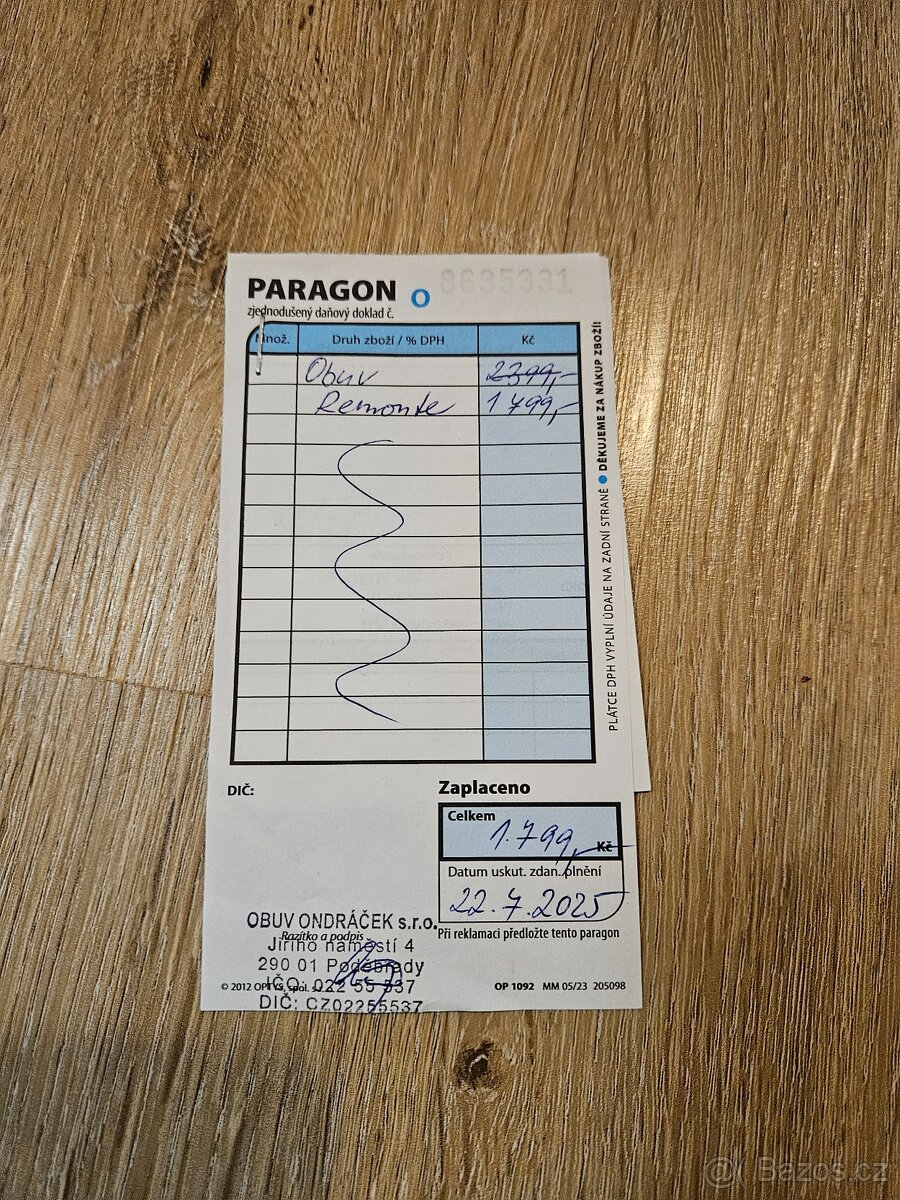 PARAGON O 8635331
zjednodušený daňový doklad č.
Množ. Druh zboží / % DPH Kč
Obuv 2399,-
Remonte 1799,-
PLÁTCE DPH VYPLNÍ ÚDAJE NA ZADNÍ STRANĚ ● DĚKUJEME ZA NÁKUP ZBOŽÍ!
DIČ:
Zaplaceno
Celkem
1.799,- Kč
Datum uskut. zdan. plnění
22.7.2025
Při reklamaci předložte tento paragon
OBUV ONDRÁČEK s.r.o.
Razítko a podpis
Jiřího náměstí 4
290 01 Poděbrady
IČO: 022 55 537
© 2012 OPTYS, spol. s r.o. OP 1092 MM 05/23 205098
DIČ: CZ02255537
@ Bazoš.cz